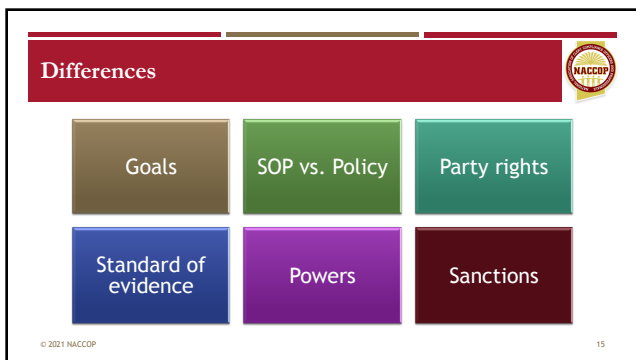 Differences
NACCOP
Goals
SOP vs. Policy
Party rights
Standard of
evidence
Powers
Sanctions
© 2021 NACCOP
15